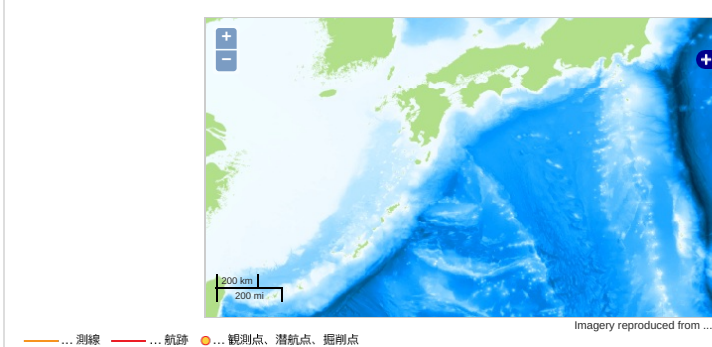 +
−
+
200 km
200 mi
Imagery reproduced from ...
... 測線 ... 航跡 ... 観測点、潜航点、掘削点